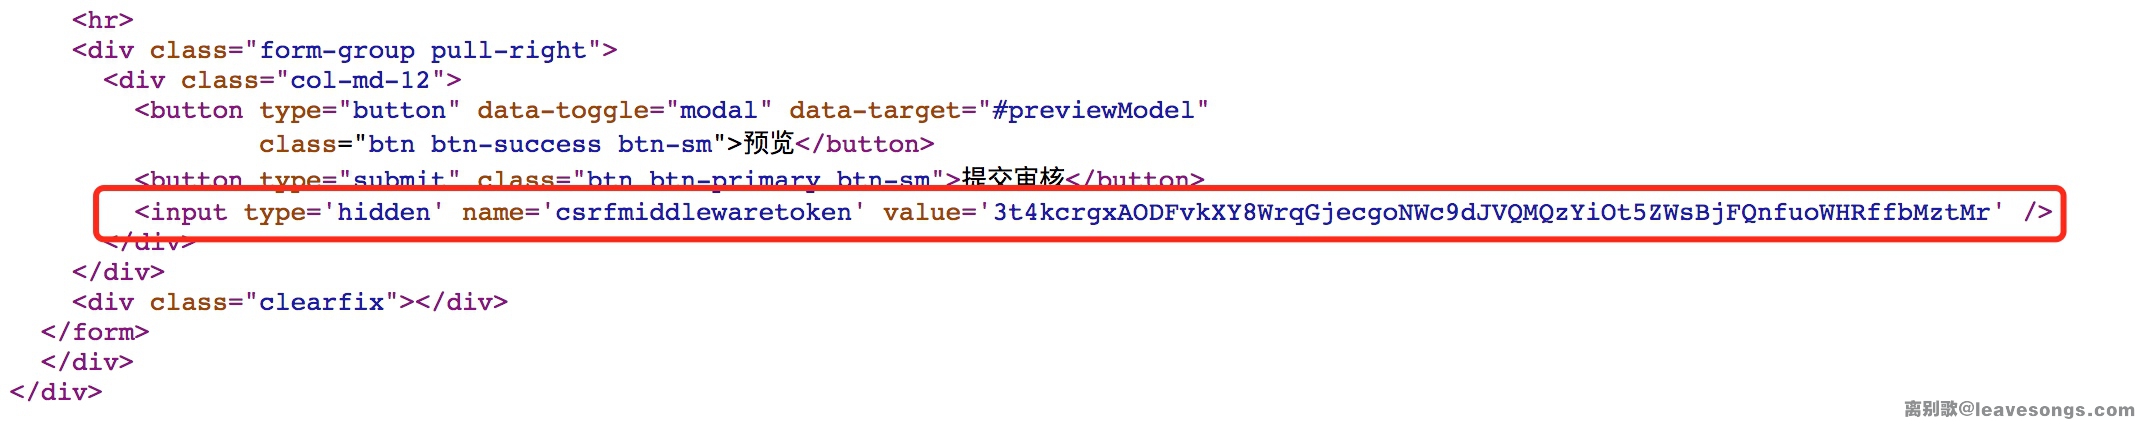 <hr>
<div class="form-group pull-right">
<div class="col-md-12">
<button type="button" data-toggle="modal" data-target="#previewModel"
class="btn btn-success btn-sm">预览</button>
<button type="submit" class="btn btn-primary btn-sm">提交审核</button>
<input type='hidden' name='csrfmiddlewaretoken' value='3t4kcrgxAODFvkXY8WrqGjecgoNWc9dJVQMQzYiOt5ZWsBjFQnfuoWHRffbMztMr' />
</div>
</div>
<div class="clearfix"></div>
</form>
</div>
</div>
离别歌@leavesongs.com